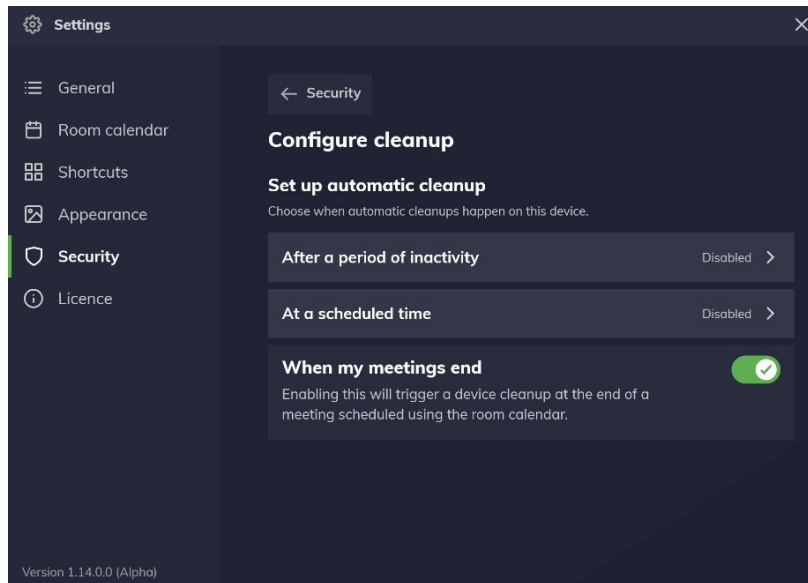 Settings
General
Room calendar
Shortcuts
Appearance
Security
Licence
Version 1.14.0.0 (Alpha)
Security
Configure cleanup
Set up automatic cleanup
Choose when automatic cleanups happen on this device.
After a period of inactivity Disabled
At a scheduled time Disabled
When my meetings end
Enabling this will trigger a device cleanup at the end of a
meeting scheduled using the room calendar.